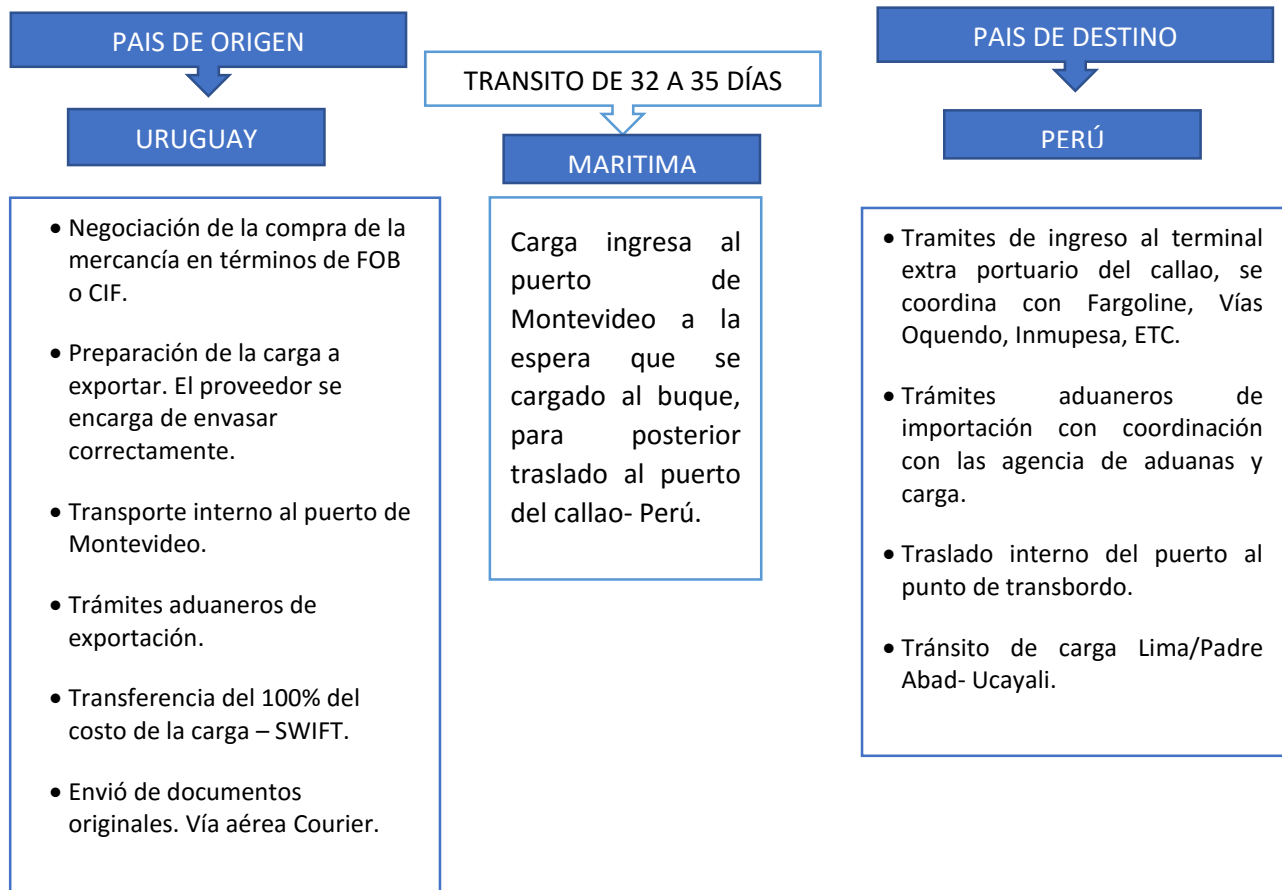 PAIS DE ORIGEN
URUGUAY
• Negociación de la compra de la
mercancía en términos de FOB
o CIF.
• Preparación de la carga a
exportar. El proveedor se
encarga de envasar
correctamente.
• Transporte interno al puerto de
Montevideo.
• Trámites aduaneros de
exportación.
• Transferencia del 100% del
costo de la carga – SWIFT.
• Envió de documentos
originales. Vía aérea Courier.
TRANSITO DE 32 A 35 DÍAS
MARITIMA
Carga ingresa al
puerto de
Montevideo a la
espera que se
cargado al buque,
para posterior
traslado al puerto
del callao- Perú.
PAIS DE DESTINO
PERÚ
• Tramites de ingreso al terminal
extra portuario del callao, se
coordina con Fargoline, Vías
Oquendo, Inmupesa, ETC.
• Trámites aduaneros de
importación con coordinación
con las agencia de aduanas y
carga.
• Traslado interno del puerto al
punto de transbordo.
• Tránsito de carga Lima/Padre
Abad- Ucayali.